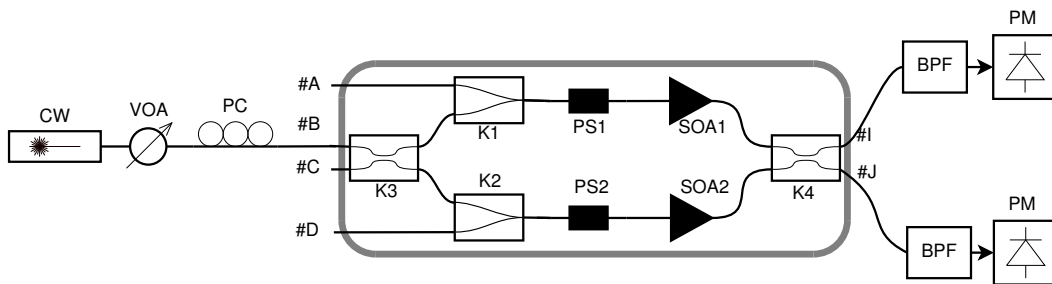 CW
VOA
PC
#A
#B
#C
#D
K3
K1
K2
PS1
PS2
SOA1
SOA2
K4
#I
#J
BPF
PM
BPF
PM